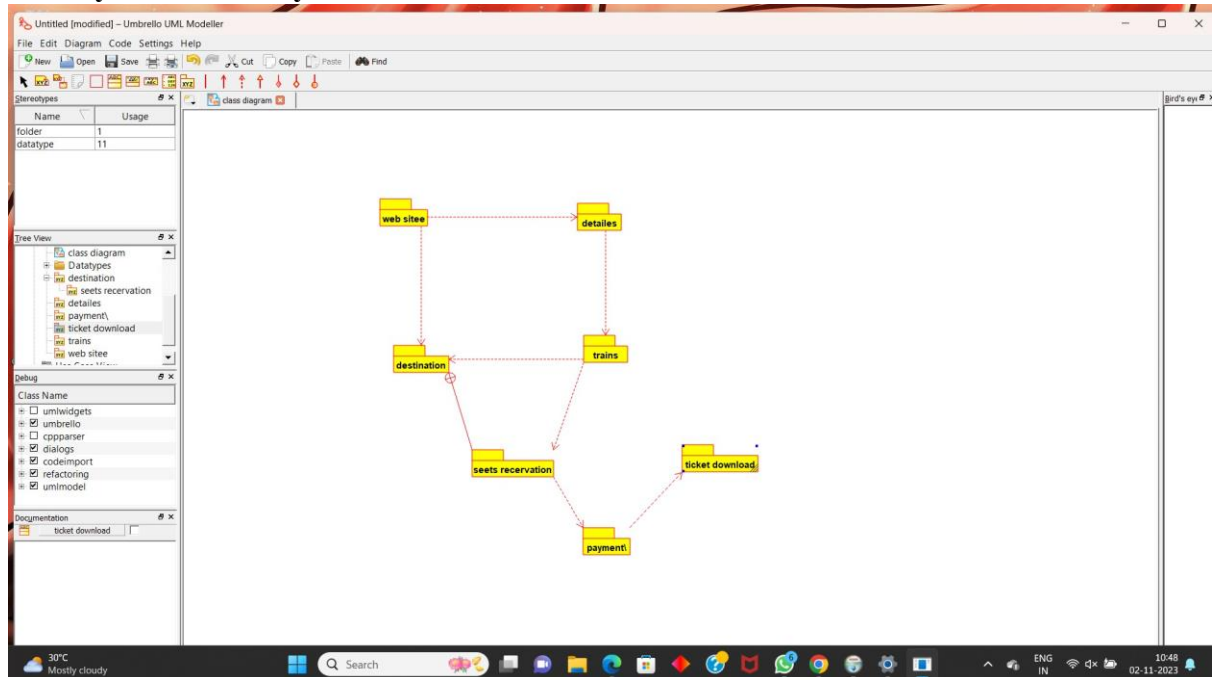 Untitled [modified] – Umbrello UML Modeller
File Edit Diagram Code Settings Help
New Open Save Cut Copy Paste Find
Stereotypes
Name Usage
folder 1
datatype 11
class diagram
Bird's eye
web sitee
detailes
destination
trains
seets recervation
ticket download
payment\
Tree View
class diagram
Datatypes
destination
seets recervation
detailes
payment\
ticket download
trains
web sitee
Debug
Class Name
umlwidgets
umbrello
cppparser
dialogs
codeimport
refactoring
umlmodel
Documentation
ticket download
30°C
Mostly cloudy
Search
ENG
IN
10:48
02-11-2023